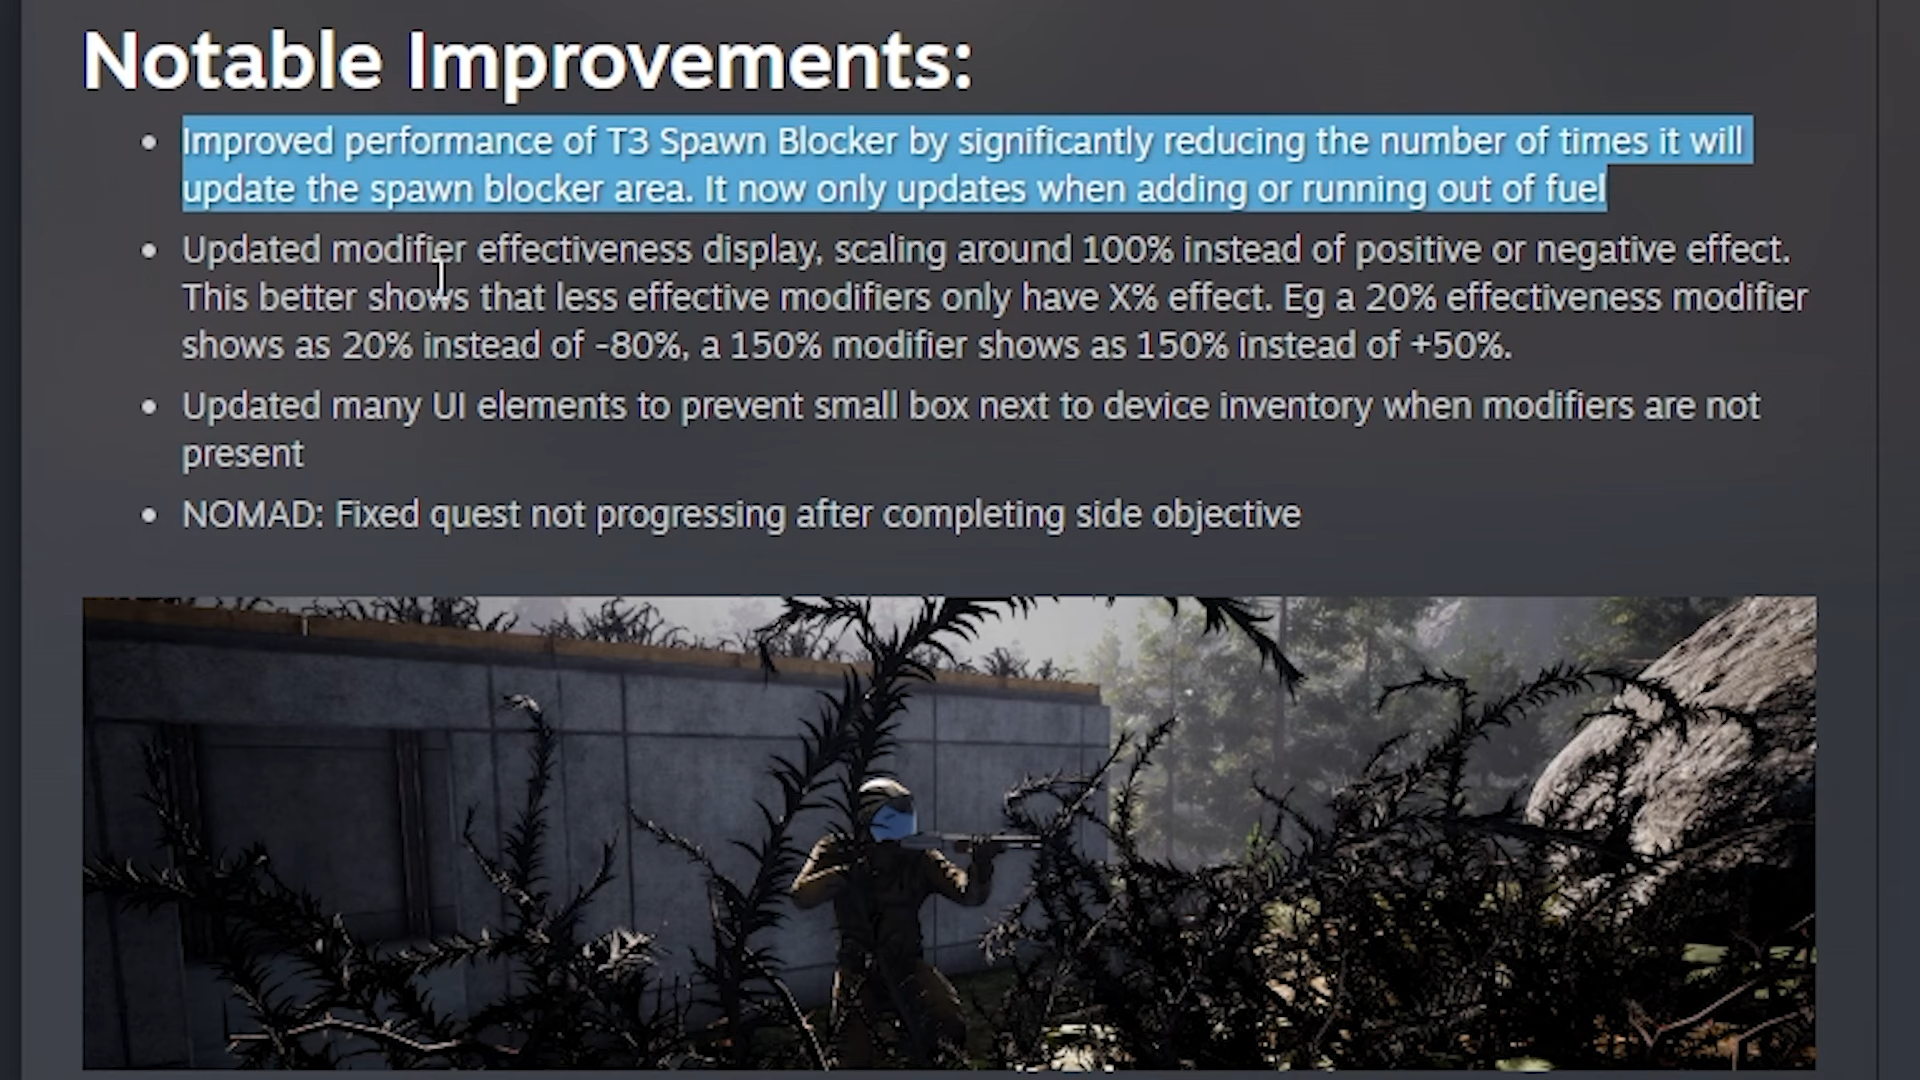 Notable Improvements:
• Improved performance of T3 Spawn Blocker by significantly reducing the number of times it will
update the spawn blocker area. It now only updates when adding or running out of fuel
• Updated modifier effectiveness display, scaling around 100% instead of positive or negative effect.
This better shows that less effective modifiers only have X% effect. Eg a 20% effectiveness modifier
shows as 20% instead of -80%, a 150% modifier shows as 150% instead of +50%.
• Updated many UI elements to prevent small box next to device inventory when modifiers are not
present
• NOMAD: Fixed quest not progressing after completing side objective